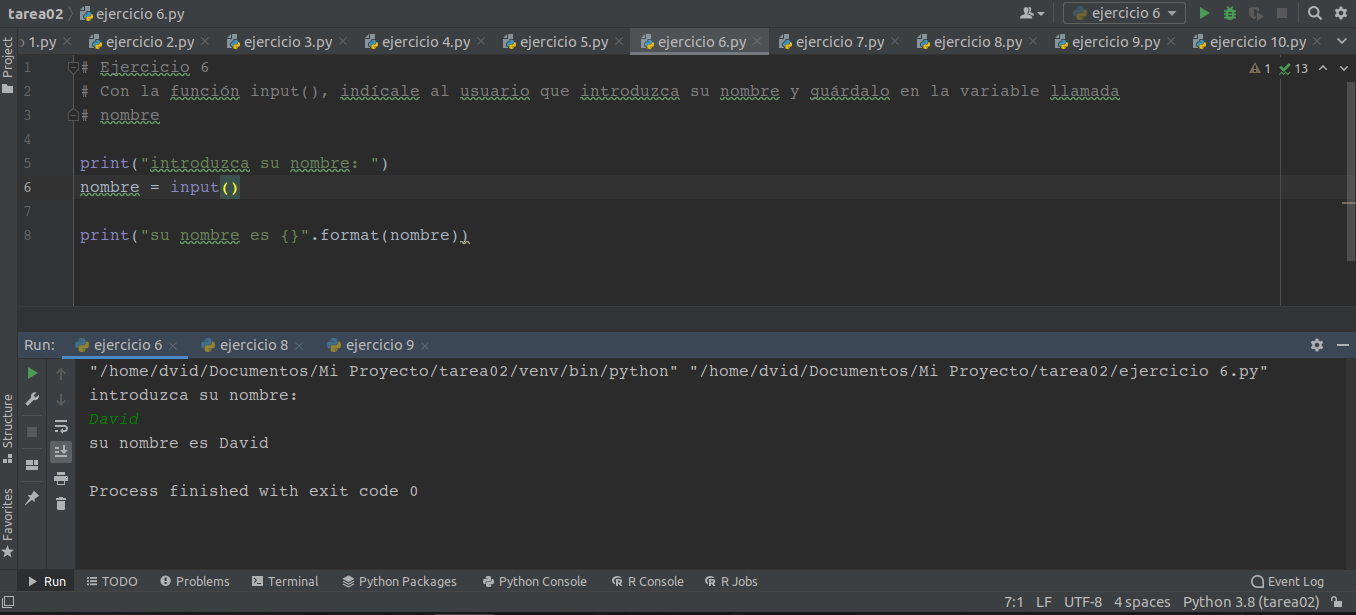 tarea02 ejercicio 6.py ejercicio 6
Project 1.py ejercicio 2.py ejercicio 3.py ejercicio 4.py ejercicio 5.py ejercicio 6.py ejercicio 7.py ejercicio 8.py ejercicio 9.py ejercicio 10.py
1 # Ejercicio 6 1 13
2 # Con la función input(), indícale al usuario que introduzca su nombre y guárdalo en la variable llamada
3 # nombre
4
5 print("introduzca su nombre: ")
6 nombre = input()
7
8 print("su nombre es {}".format(nombre))
Run: ejercicio 6 ejercicio 8 ejercicio 9
"/home/dvid/Documentos/Mi Proyecto/tarea02/venv/bin/python" "/home/dvid/Documentos/Mi Proyecto/tarea02/ejercicio 6.py"
introduzca su nombre:
David
su nombre es David
Process finished with exit code 0
Structure
Favorites
Run TODO Problems Terminal Python Packages Python Console R Console R Jobs Event Log
7:1 LF UTF-8 4 spaces Python 3.8 (tarea02)